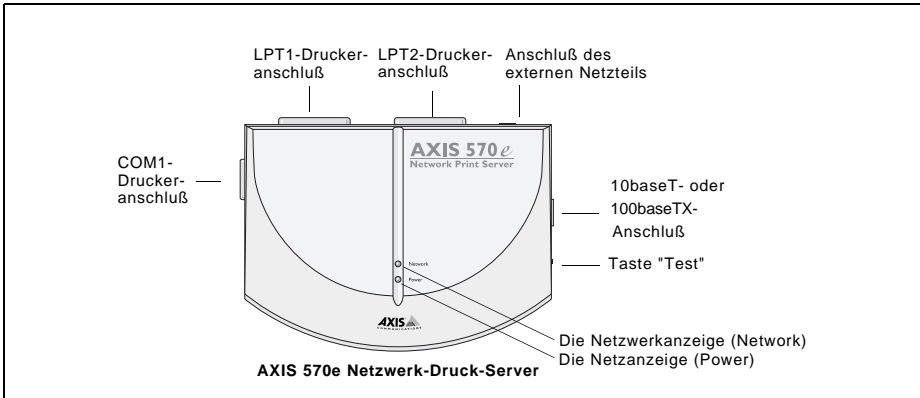 LPT1-Drucker-
anschluß
LPT2-Drucker-
anschluß
Anschluß des
externen Netzteils
COM1-
Drucker-
anschluß
AXIS 570e
Network Print Server
10baseT- oder
100baseTX-
Anschluß
Taste "Test"
Network
Power
AXIS
COMMUNICATIONS
Die Netzwerkanzeige (Network)
Die Netzanzeige (Power)
AXIS 570e Netzwerk-Druck-Server